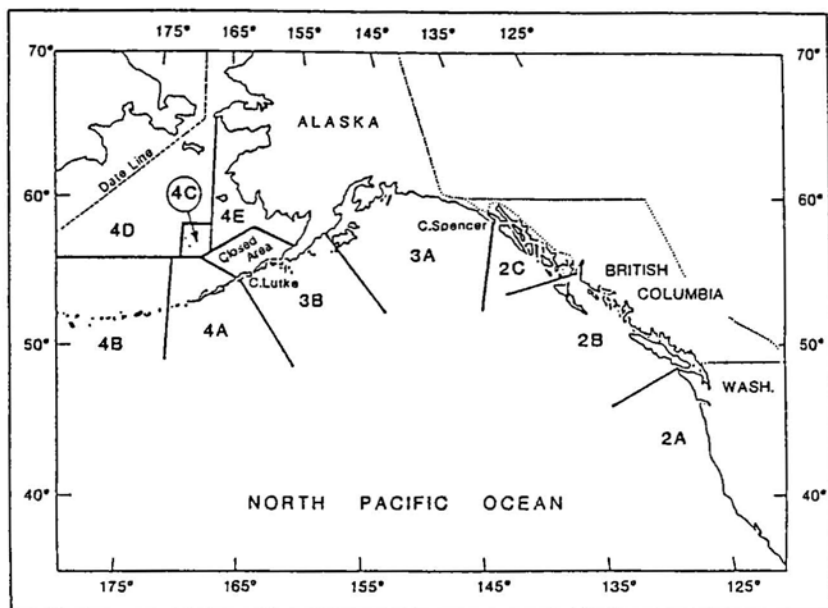 175° 165° 155° 145° 135° 125°
70° 70°
ALASKA
Date Line
60° 4C 4E 60°
4D C.Spencer 3A
Closed Area
2C BRITISH
C.Lutke COLUMBIA
3B
4B 4A 2B
50° 50°
WASH.
2A
40° 40°
NORTH PACIFIC OCEAN
175° 165° 155° 145° 135° 125°